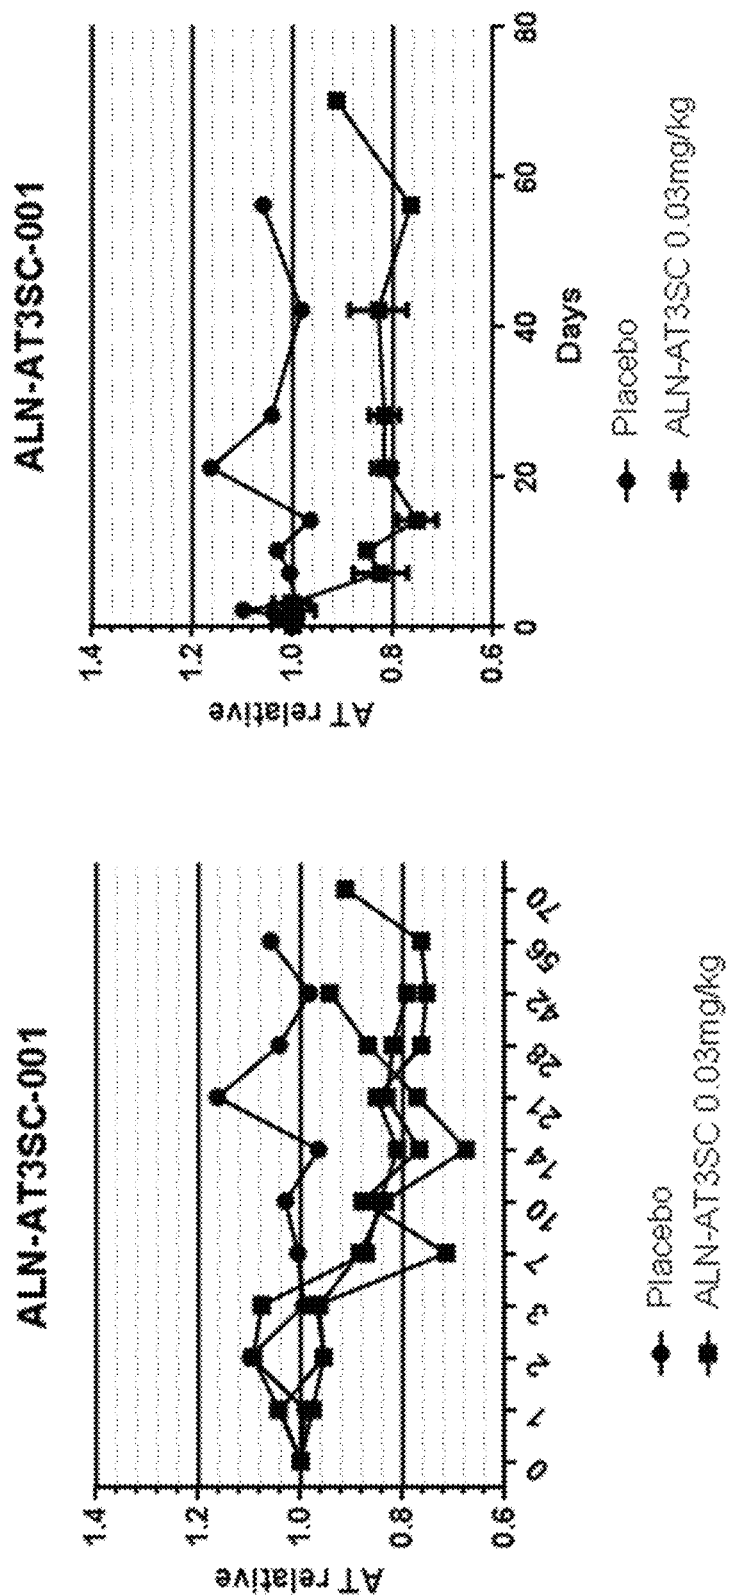 ALN-AT3SC-001
AT relative
1.4
1.2
1.0
0.8
0.6
0 1 2 3 7 10 14 21 28 42 56 70
Placebo
ALN-AT3SC 0.03mg/kg
ALN-AT3SC-001
AT relative
1.4
1.2
1.0
0.8
0.6
0 20 40 60 80
Days
Placebo
ALN-AT3SC 0.03mg/kg